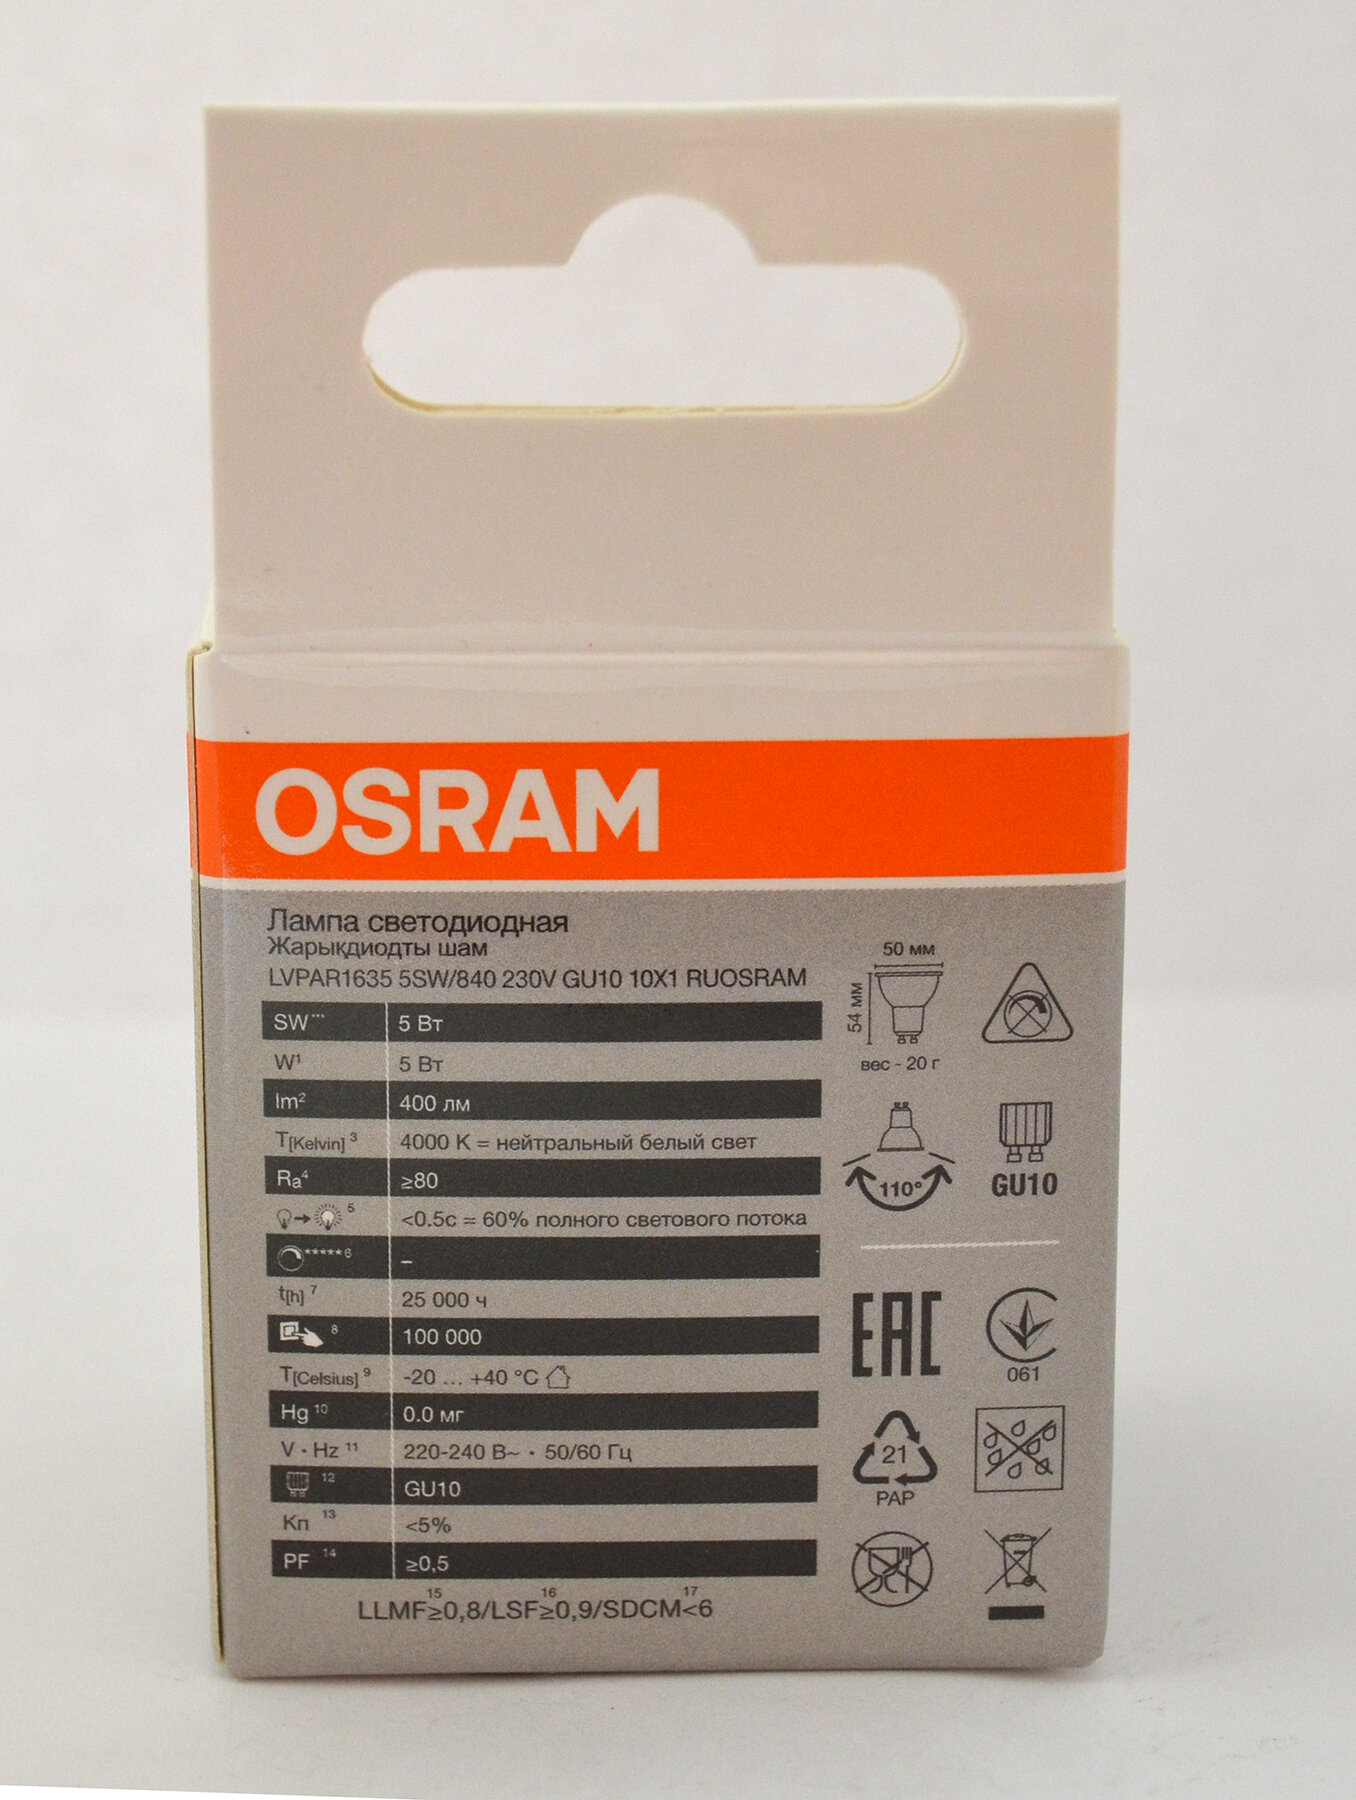 OSRAM
Лампа светодиодная
Жарықдиодты шам
LVPAR1635 5SW/840 230V GU10 10X1 RUOSRAM
SW*** 5 Вт
W¹ 5 Вт
lm² 400 лм
T[Kelvin] ³ 4000 K = нейтральный белый свет
Ra⁴ ≥80
5 <0.5с = 60% полного светового потока
*****6 –
t[h] ⁷ 25 000 ч
8 100 000
T[Celsius] ⁹ -20 ... +40 °C
Hg ¹⁰ 0.0 мг
V · Hz ¹¹ 220-240 В~ · 50/60 Гц
12 GU10
Кп ¹³ <5%
PF ¹⁴ ≥0,5
15 16 17
LLMF≥0,8/LSF≥0,9/SDCM<6
50 мм
54 мм
вес - 20 г
110°
GU10
EAC
061
21
PAP